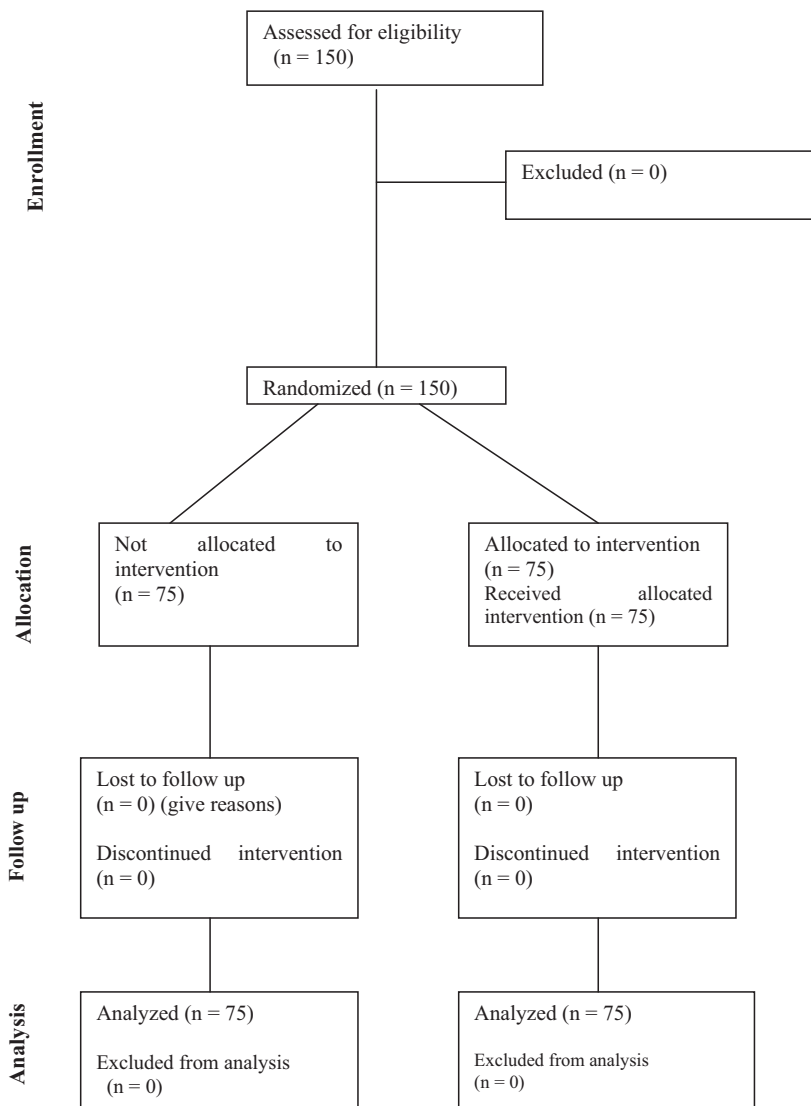 Assessed for eligibility
(n = 150)
Enrollment
Excluded (n = 0)
Randomized (n = 150)
Allocation
Not allocated to
intervention
(n = 75)
Allocated to intervention
(n = 75)
Received allocated
intervention (n = 75)
Follow up
Lost to follow up
(n = 0) (give reasons)
Discontinued intervention
(n = 0)
Lost to follow up
(n = 0)
Discontinued intervention
(n = 0)
Analysis
Analyzed (n = 75)
Excluded from analysis
(n = 0)
Analyzed (n = 75)
Excluded from analysis
(n = 0)